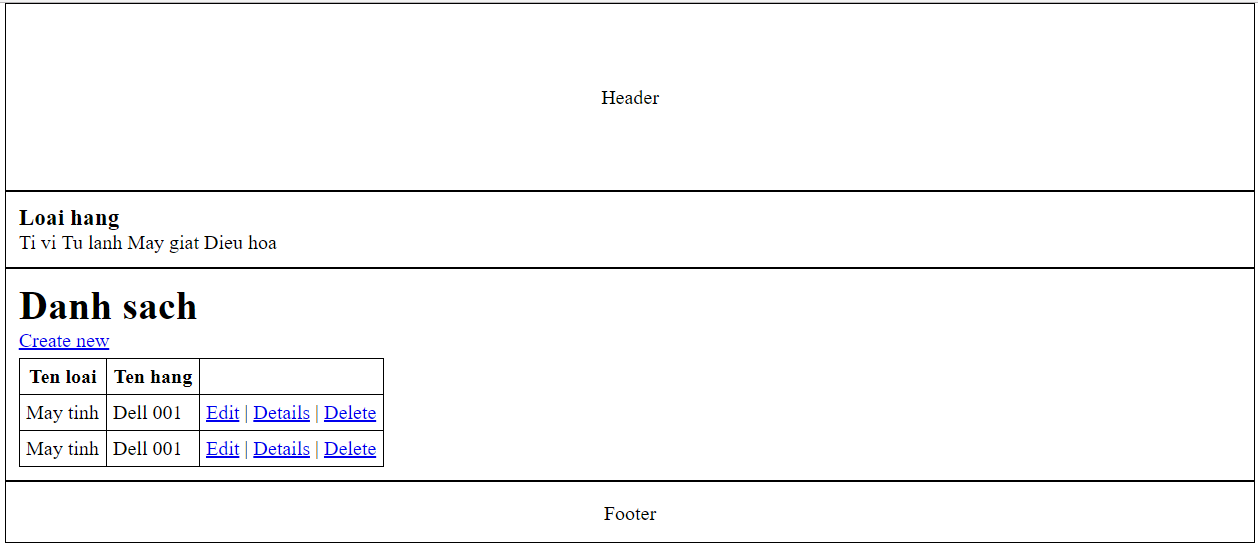 Header
Loai hang
Ti vi Tu lanh May giat Dieu hoa
Danh sach
Create new
Ten loai Ten hang
May tinh Dell 001 Edit | Details | Delete
May tinh Dell 001 Edit | Details | Delete
Footer